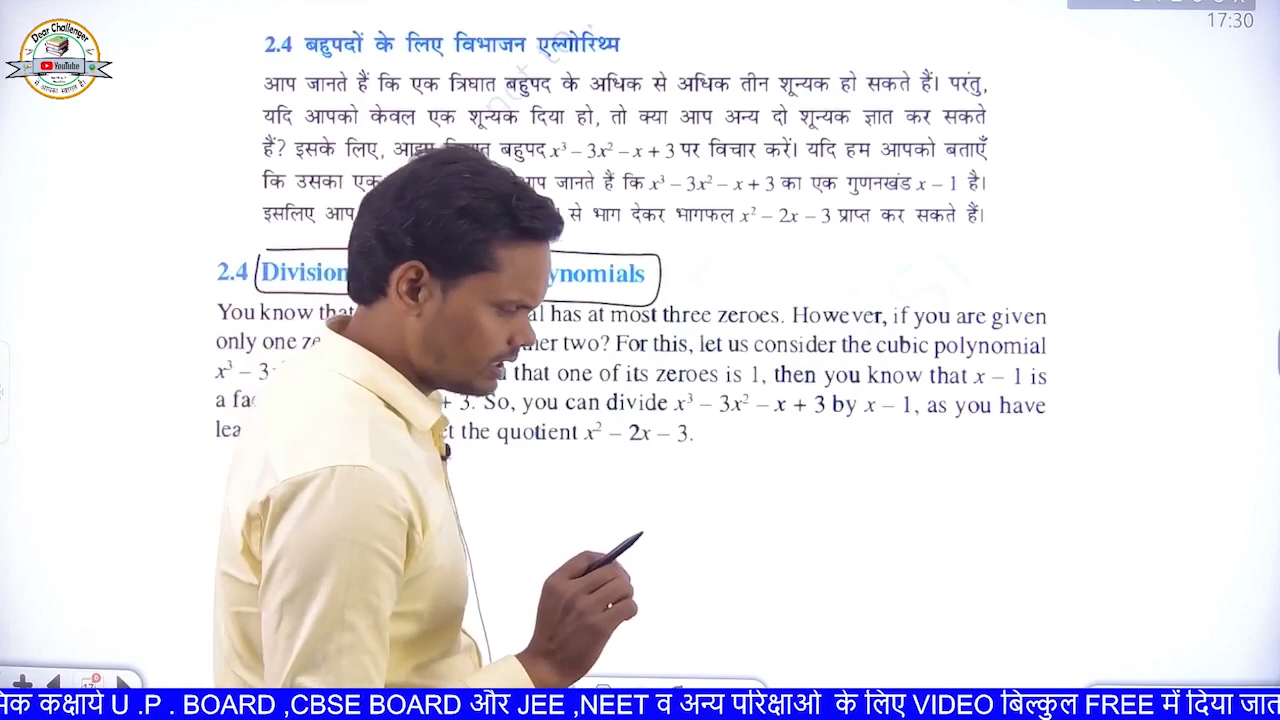 17:30
Dear Challenger
YouTube
2.4 बहुपदों के लिए विभाजन एल्गोरिथ्म
आप जानते हैं कि एक त्रिघात बहुपद के अधिक से अधिक तीन शून्यक हो सकते हैं। परंतु,
यदि आपको केवल एक शून्यक दिया हो, तो क्या आप अन्य दो शून्यक ज्ञात कर सकते
हैं? इसके लिए, बहुपद x³ – 3x² – x + 3 पर विचार करें। यदि हम आपको बताएँ
कि उसका एक आप जानते हैं कि x³ – 3x² – x + 3 का एक गुणनखंड x – 1 है।
इसलिए आप से भाग देकर भागफल x² – 2x – 3 प्राप्त कर सकते हैं।
2.4 Division ynomials
You know that al has at most three zeroes. However, if you are given
only one ze her two? For this, let us consider the cubic polynomial
x³ – 3 that one of its zeroes is 1, then you know that x – 1 is
a fac + 3. So, you can divide x³ – 3x² – x + 3 by x – 1, as you have
lea t the quotient x² – 2x – 3.
मिक कक्षाये U .P . BOARD ,CBSE BOARD और JEE ,NEET व अन्य परिक्षाओ के लिए VIDEO बिल्कुल FREE में दिया जात